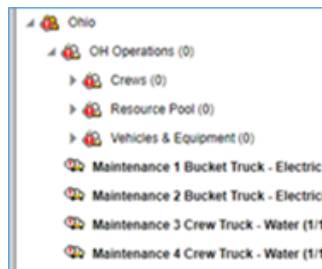 Ohio
OH Operations (0)
Crews (0)
Resource Pool (0)
Vehicles & Equipment (0)
Maintenance 1 Bucket Truck - Electric
Maintenance 2 Bucket Truck - Electric
Maintenance 3 Crew Truck - Water (1/1
Maintenance 4 Crew Truck - Water (1/1